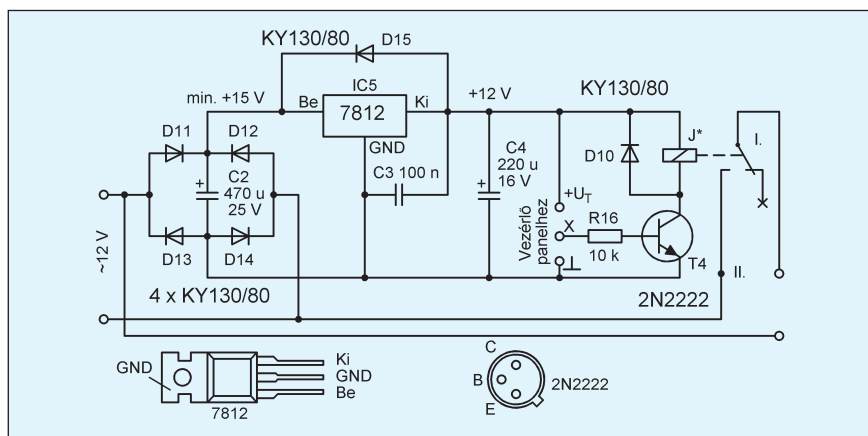 KY130/80
D15
IC5
min. +15 V
Be
7812
Ki
+12 V
KY130/80
GND
D11
D12
C2
470 u
25 V
+
D13
D14
~12 V
4 x KY130/80
C3 100 n
C4
220 u
16 V
+
D10
J*
I.
+UT
X
Vezérlő
panelhez
R16
10 k
T4
II.
2N2222
GND
Ki
GND
Be
7812
C
B
E
2N2222